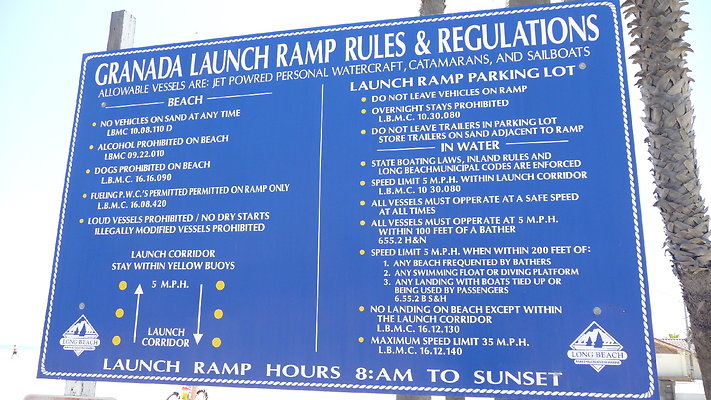 GRANADA LAUNCH RAMP RULES & REGULATIONS
ALLOWABLE VESSELS ARE: JET POWRED PERSONAL WATERCRAFT, CATAMARANS, AND SAILBOATS
BEACH
• NO VEHICLES ON SAND AT ANY TIME
LBMC 10.08.110 D
• ALCOHOL PROHIBITED ON BEACH
LBMC 09.22.010
• DOGS PROHIBITED ON BEACH
L.B.M.C. 16.16.090
• FUELING P.W.C.'S PERMITTED PERMITTED ON RAMP ONLY
L.B.M.C. 16.08.420
• LOUD VESSELS PROHIBITED / NO DRY STARTS
ILLEGALLY MODIFIED VESSELS PROHIBITED
LAUNCH CORRIDOR
STAY WITHIN YELLOW BUOYS
5 M.P.H.
LAUNCH
CORRIDOR
LONG BEACH
LAUNCH RAMP PARKING LOT
• DO NOT LEAVE VEHICLES ON RAMP
• OVERNIGHT STAYS PROHIBITED
L.B.M.C. 10.30.080
• DO NOT LEAVE TRAILERS IN PARKING LOT
STORE TRAILERS ON SAND ADJACENT TO RAMP
IN WATER
• STATE BOATING LAWS, INLAND RULES AND
LONG BEACHMUNICIPAL CODES ARE ENFORCED
• SPEED LIMIT 5 M.P.H. WITHIN LAUNCH CORRIDOR
L.B.M.C. 10 30.080
• ALL VESSELS MUST OPPERATE AT A SAFE SPEED
AT ALL TIMES
• ALL VESSELS MUST OPPERATE AT 5 M.P.H.
WITHIN 100 FEET OF A BATHER
655.2 H&N
• SPEED LIMIT 5 M.P.H. WHEN WITHIN 200 FEET OF:
1. ANY BEACH FREQUENTED BY BATHERS
2. ANY SWIMMING FLOAT OR DIVING PLATFORM
3. ANY LANDING WITH BOATS TIED UP OR
BEING USED BY PASSENGERS
6.55.2 B S&H
• NO LANDING ON BEACH EXCEPT WITHIN
THE LAUNCH CORRIDOR
L.B.M.C. 16.12.130
• MAXIMUM SPEED LIMIT 35 M.P.H.
L.B.M.C. 16.12.140
LONG BEACH
LAUNCH RAMP HOURS 8:AM TO SUNSET